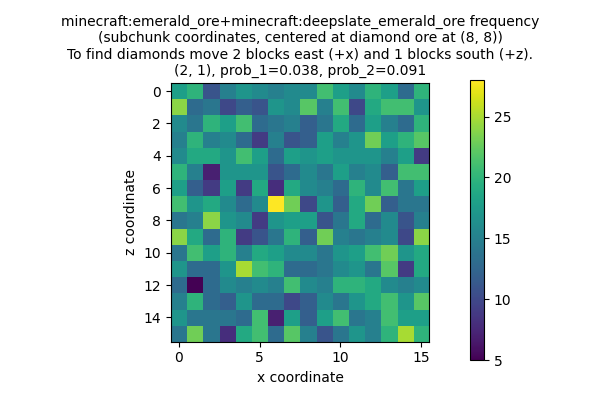 minecraft:emerald_ore+minecraft:deepslate_emerald_ore frequency
(subchunk coordinates, centered at diamond ore at (8, 8))
To find diamonds move 2 blocks east (+x) and 1 blocks south (+z).
(2, 1), prob_1=0.038, prob_2=0.091
0
2
4
6
8
10
12
14
z coordinate
0
5
10
15
x coordinate
25
20
15
10
5